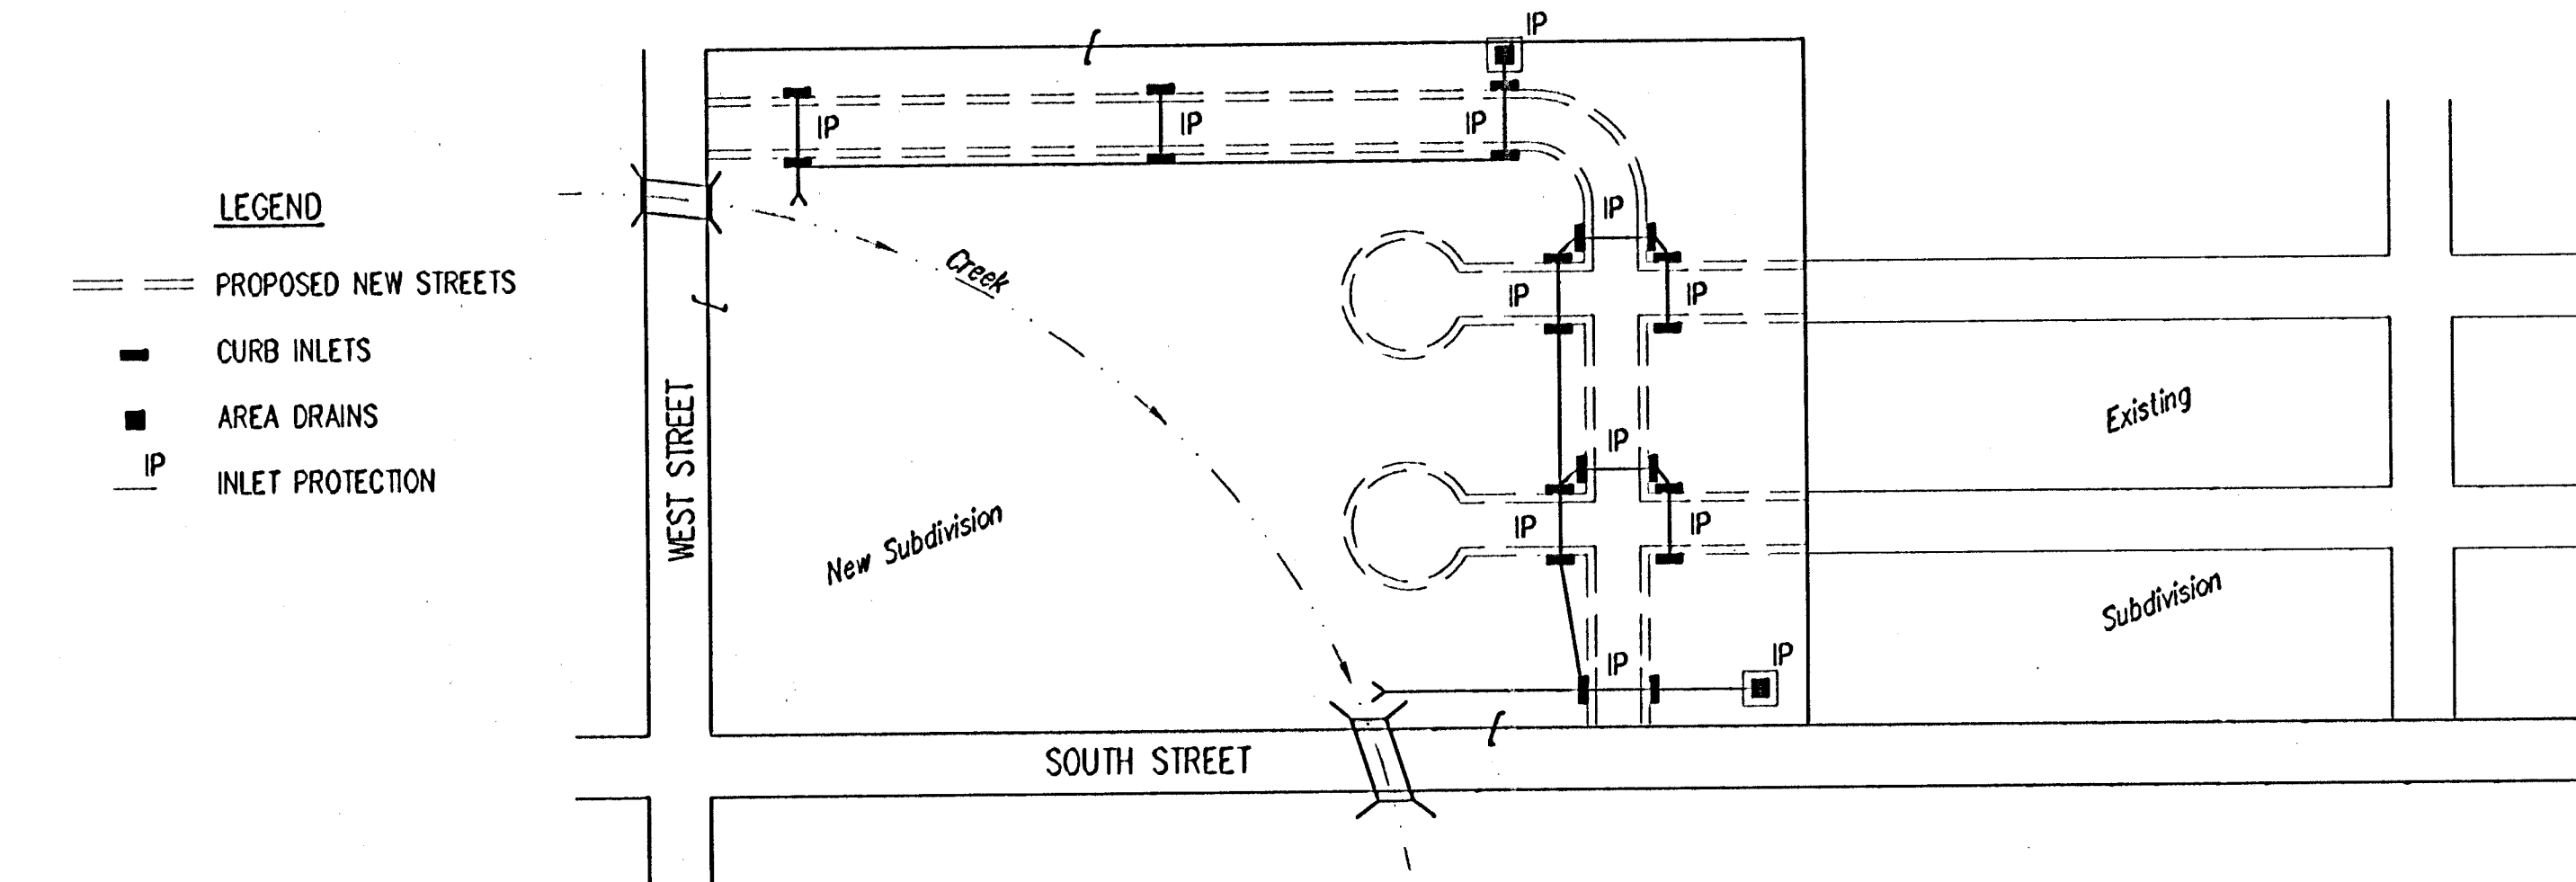 IP
IP
IP
IP
LEGEND
PROPOSED NEW STREETS
CURB INLETS
AREA DRAINS
IP
INLET PROTECTION
WEST STREET
Creek
New Subdivision
IP
IP
IP
IP
IP
IP
IP
IP
Existing
Subdivision
SOUTH STREET